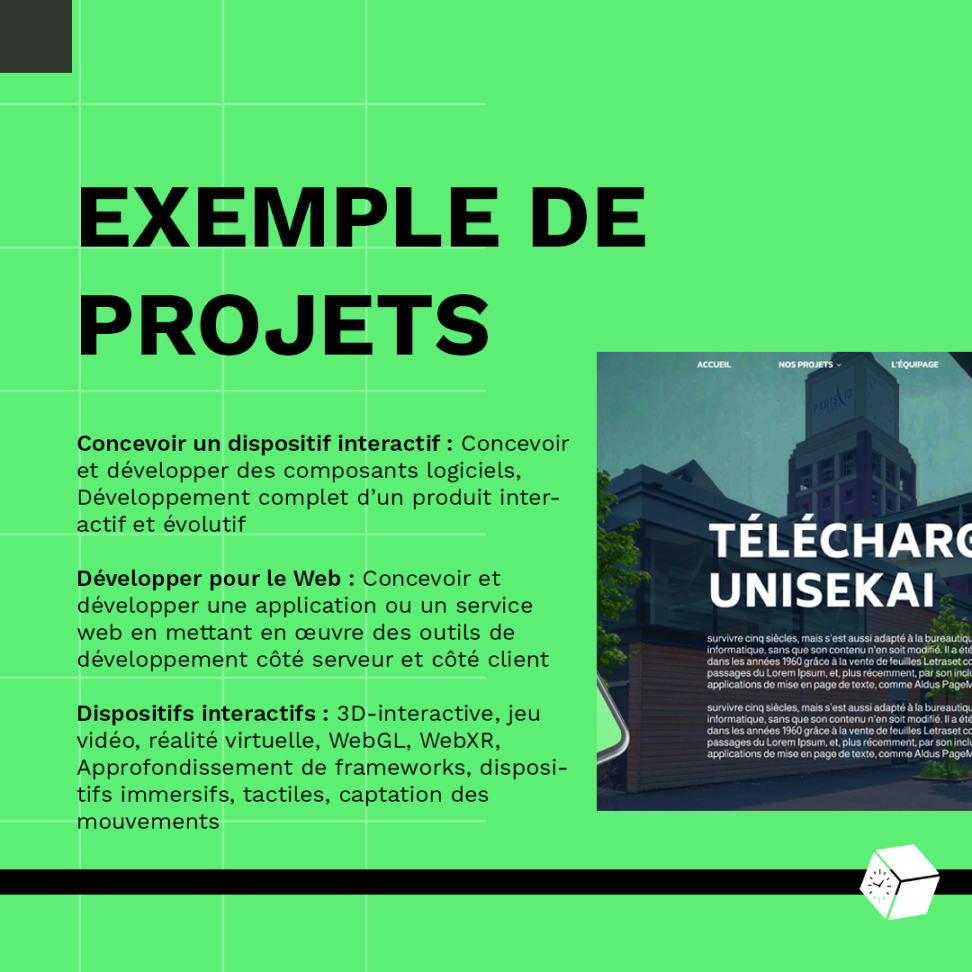 EXEMPLE DE
PROJETS
Concevoir un dispositif interactif : Concevoir
et développer des composants logiciels,
Développement complet d’un produit inter-
actif et évolutif
Développer pour le Web : Concevoir et
développer une application ou un service
web en mettant en œuvre des outils de
développement côté serveur et côté client
Dispositifs interactifs : 3D-interactive, jeu
vidéo, réalité virtuelle, WebGL, WebXR,
Approfondissement de frameworks, disposi-
tifs immersifs, tactiles, captation des
mouvements
ACCUEIL NOS PROJETS L'ÉQUIPAGE
PARIS 13
TÉLÉCHARG
UNISEKAI
survivre cinq siècles, mais s'est aussi adapté à la bureautiqu
informatique, sans que son contenu n'en soit modifié. Il a été
dans les années 1960 grâce à la vente de feuilles Letraset co
passages du Lorem Ipsum, et, plus récemment, par son inclu
applications de mise en page de texte, comme Aldus PageM
survivre cinq siècles, mais s'est aussi adapté à la bureautiqu
informatique, sans que son contenu n'en soit modifié. Il a été
dans les années 1960 grâce à la vente de feuilles Letraset co
passages du Lorem Ipsum, et, plus récemment, par son inclu
applications de mise en page de texte, comme Aldus PageM